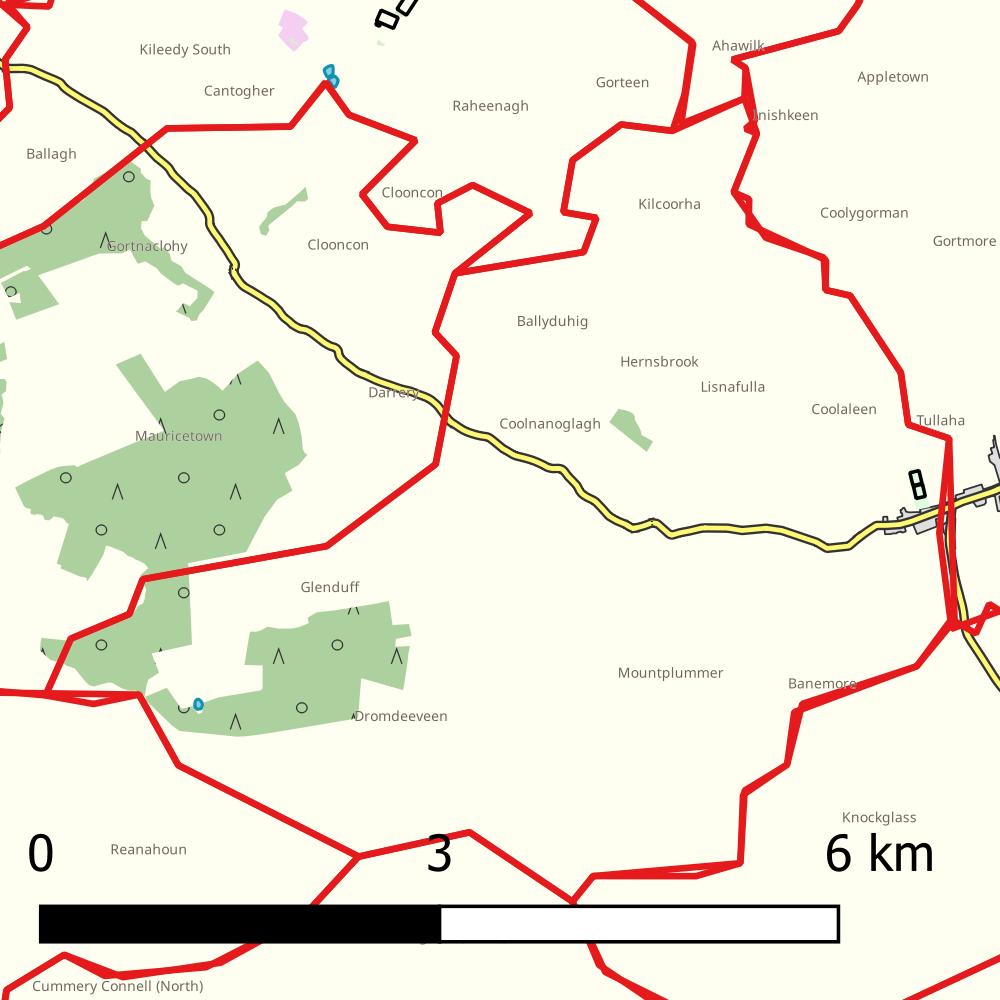 Kileedy South
Ahawilk
Gorteen
Appletown
Cantogher
Raheenagh
Inishkeen
Ballagh
Clooncon
Kilcoorha
Coolygorman
Gortnaclohy
Clooncon
Gortmore
Ballyduhig
Hernsbrook
Lisnafulla
Darrery
Coolaleen
Tullaha
Coolnanoglagh
Mauricetown
Glenduff
Mountplummer
Banemore
Dromdeeveen
Knockglass
Reanahoun
0 3 6 km
Cummery Connell (North)